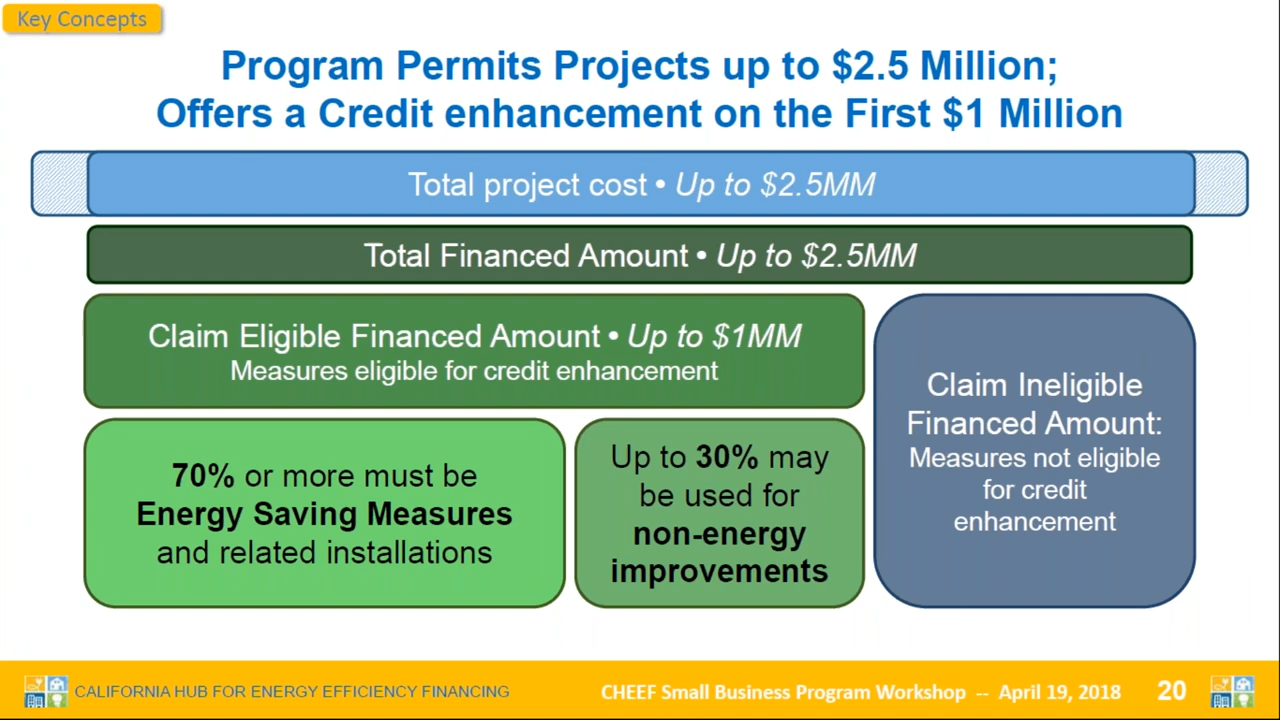 Key Concepts
Program Permits Projects up to $2.5 Million;
Offers a Credit enhancement on the First $1 Million
Total project cost • Up to $2.5MM
Total Financed Amount • Up to $2.5MM
Claim Eligible Financed Amount • Up to $1MM
Measures eligible for credit enhancement
70% or more must be
Energy Saving Measures
and related installations
Up to 30% may
be used for
non-energy
improvements
Claim Ineligible
Financed Amount:
Measures not eligible
for credit
enhancement
CALIFORNIA HUB FOR ENERGY EFFICIENCY FINANCING
CHEEF Small Business Program Workshop -- April 19, 2018
20